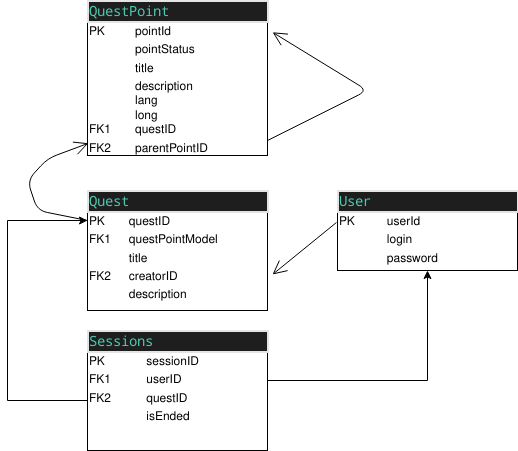 QuestPoint
PK pointId
pointStatus
title
description
lang
long
FK1 questID
FK2 parentPointID
Quest
PK questID
FK1 questPointModel
title
FK2 creatorID
description
User
PK userId
login
password
Sessions
PK sessionID
FK1 userID
FK2 questID
isEnded